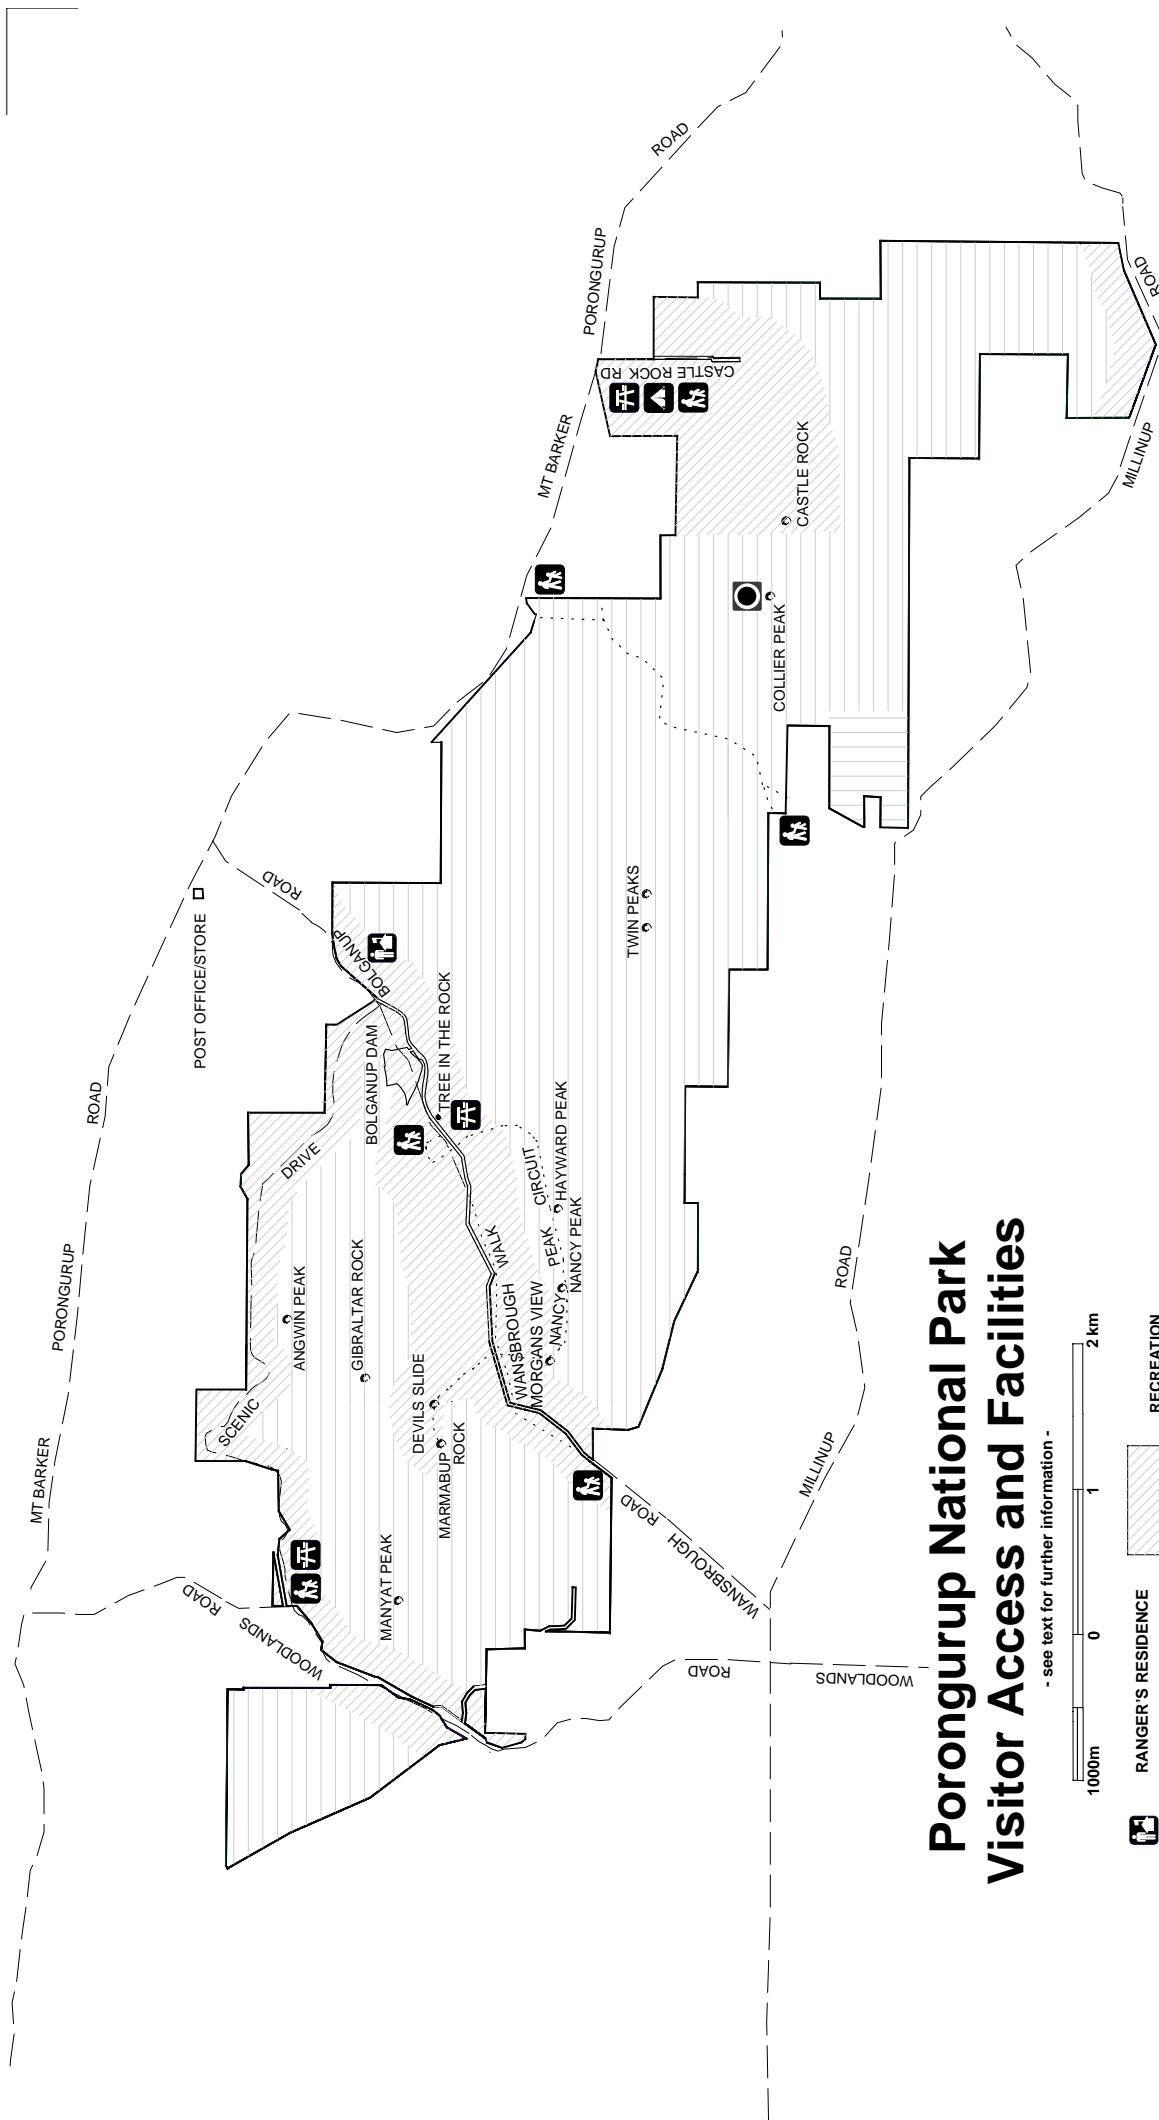 MT BARKER
PORONGURUP
ROAD
POST OFFICE/STORE
MT BARKER
PORONGURUP
ROAD
ROAD
WOODLANDS
SCENIC
DRIVE
ANGWIN PEAK
GIBRALTAR ROCK
BOLGANUP DAM
BOLGANUP
ROAD
MANYAT PEAK
DEVILS SLIDE
MARMABUP
ROCK
TREE IN THE ROCK
WANSBROUGH
WALK
MORGANS VIEW
NANCY
PEAK
CIRCUIT
HAYWARD PEAK
NANCY PEAK
TWIN PEAKS
CASTLE ROCK RD
CASTLE ROCK
COLLIER PEAK
WANSBROUGH
ROAD
WOODLANDS
ROAD
MILLINUP
ROAD
MILLINUP
ROAD
Porongurup National Park
Visitor Access and Facilities
- see text for further information -
1000m
0
1
2 km
RANGER'S RESIDENCE
RECREATION